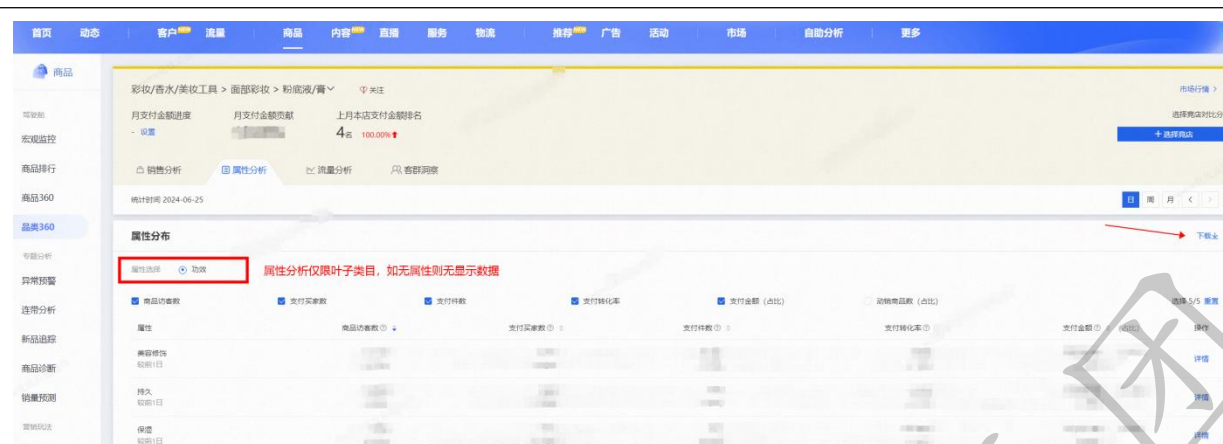 首页 动态 客户 流量 商品 内容 直播 服务 物流 推荐 广告 活动 市场 自助分析 更多
商品
彩妆/香水/美妆工具 > 面部彩妆 > 粉底液/膏 关注
市场行情 >
驾驶舱
月支付金额进度 月支付金额贡献 上月本店支付金额排名
选择竞店对比分
宏观监控
- 设置 4名 100.00%
+ 选择竞店
商品排行
销售分析 属性分析 流量分析 客群洞察
商品360
统计时间 2024-06-25
日 周 月 < >
品类360
属性分布
下载
专题分析
属性选择 功效
属性分析仅限叶子类目，如无属性则无显示数据
异常预警
商品访客数 支付买家数 支付件数 支付转化率 支付金额（占比） 动销商品数（占比）
选择 5/5 重置
连带分析
属性 商品访客数 支付买家数 支付件数 支付转化率 支付金额 （占比） 操作
新品追踪
美容修饰
较前1日
详情
商品诊断
持久
较前1日
详情
销量预测
保湿
较前1日
详情
营销玩法